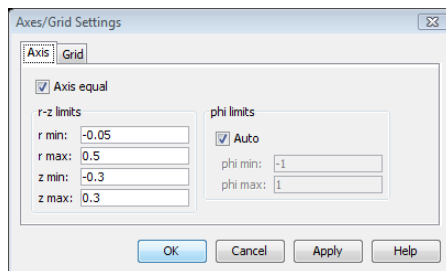 Axes/Grid Settings
Axis Grid
Axis equal
r-z limits
r min: -0.05
r max: 0.5
z min: -0.3
z max: 0.3
phi limits
Auto
phi min: -1
phi max: 1
OK Cancel Apply Help